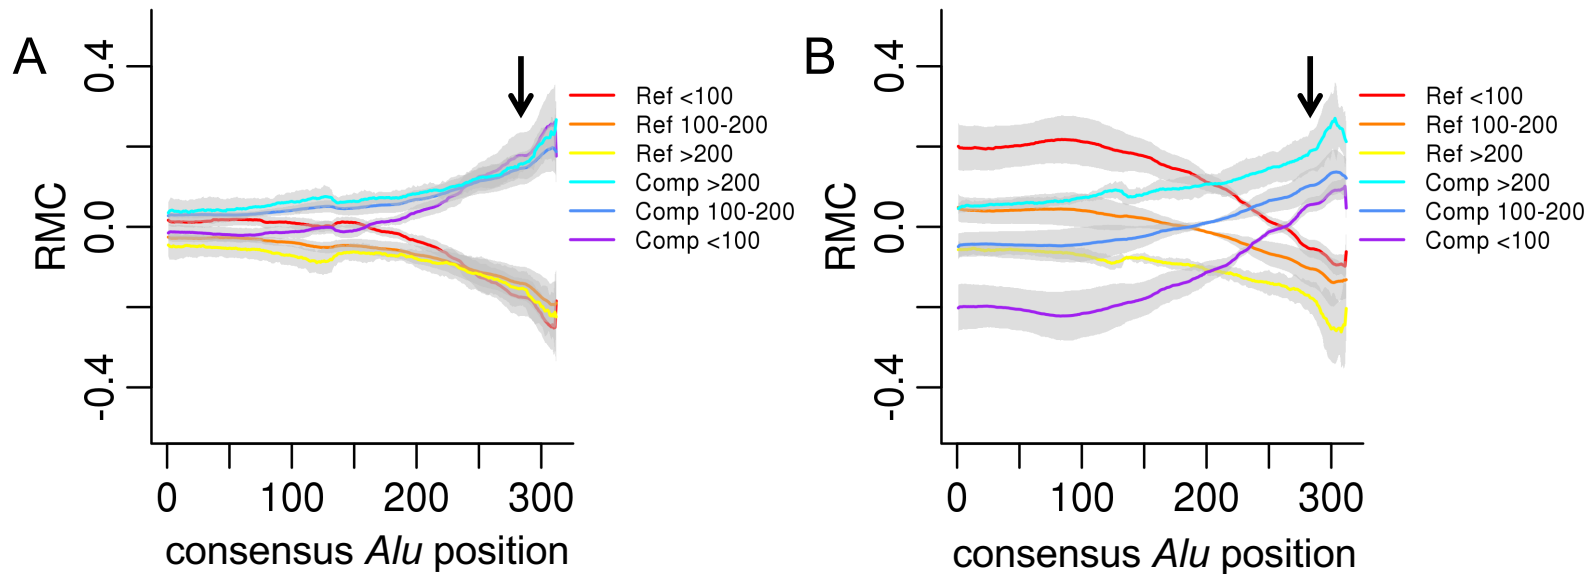 A
0.4
0.0
-0.4
RMC
Ref <100
Ref 100-200
Ref >200
Comp >200
Comp 100-200
Comp <100
0 100 200 300
consensus Alu position
B
0.4
0.0
-0.4
RMC
Ref <100
Ref 100-200
Ref >200
Comp >200
Comp 100-200
Comp <100
0 100 200 300
consensus Alu position